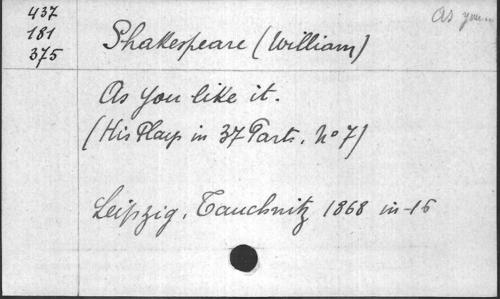 437
181
375
As you...
Shakespeare (William)
As you like it.
(His Plays in 37 Parts. No 7)
Leipzig. Tauchnitz 1868 in-16